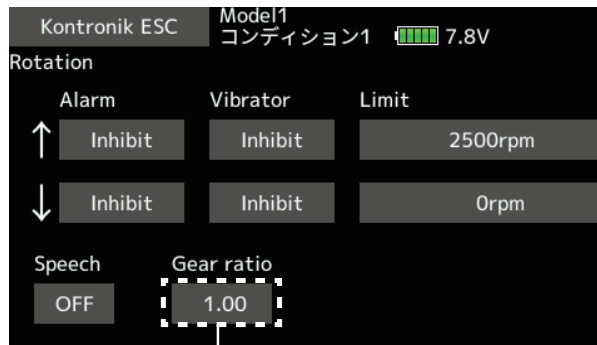 Kontronik ESC
Model1
コンディション1 7.8V
Rotation
Alarm Vibrator Limit
↑ Inhibit Inhibit 2500rpm
↓ Inhibit Inhibit 0rpm
Speech Gear ratio
OFF 1.00